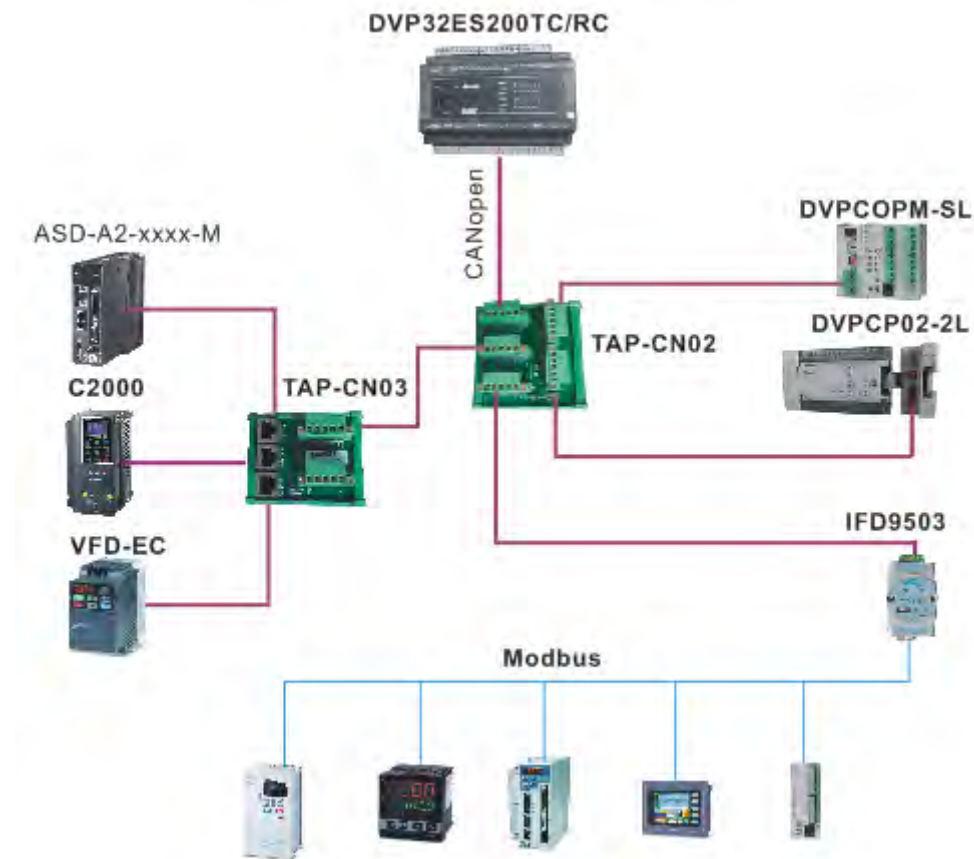 DVP32ES200TC/RC
CANopen
DVPCOPM-SL
ASD-A2-xxxx-M
TAP-CN02
DVPCP02-2L
C2000
TAP-CN03
IFD9503
VFD-EC
Modbus